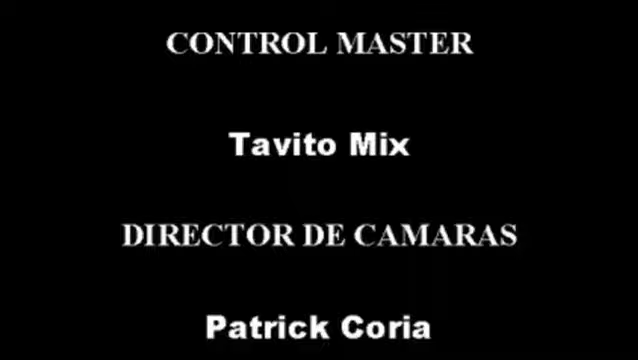 CONTROL MASTER
Tavito Mix
DIRECTOR DE CAMARAS
Patrick Coria